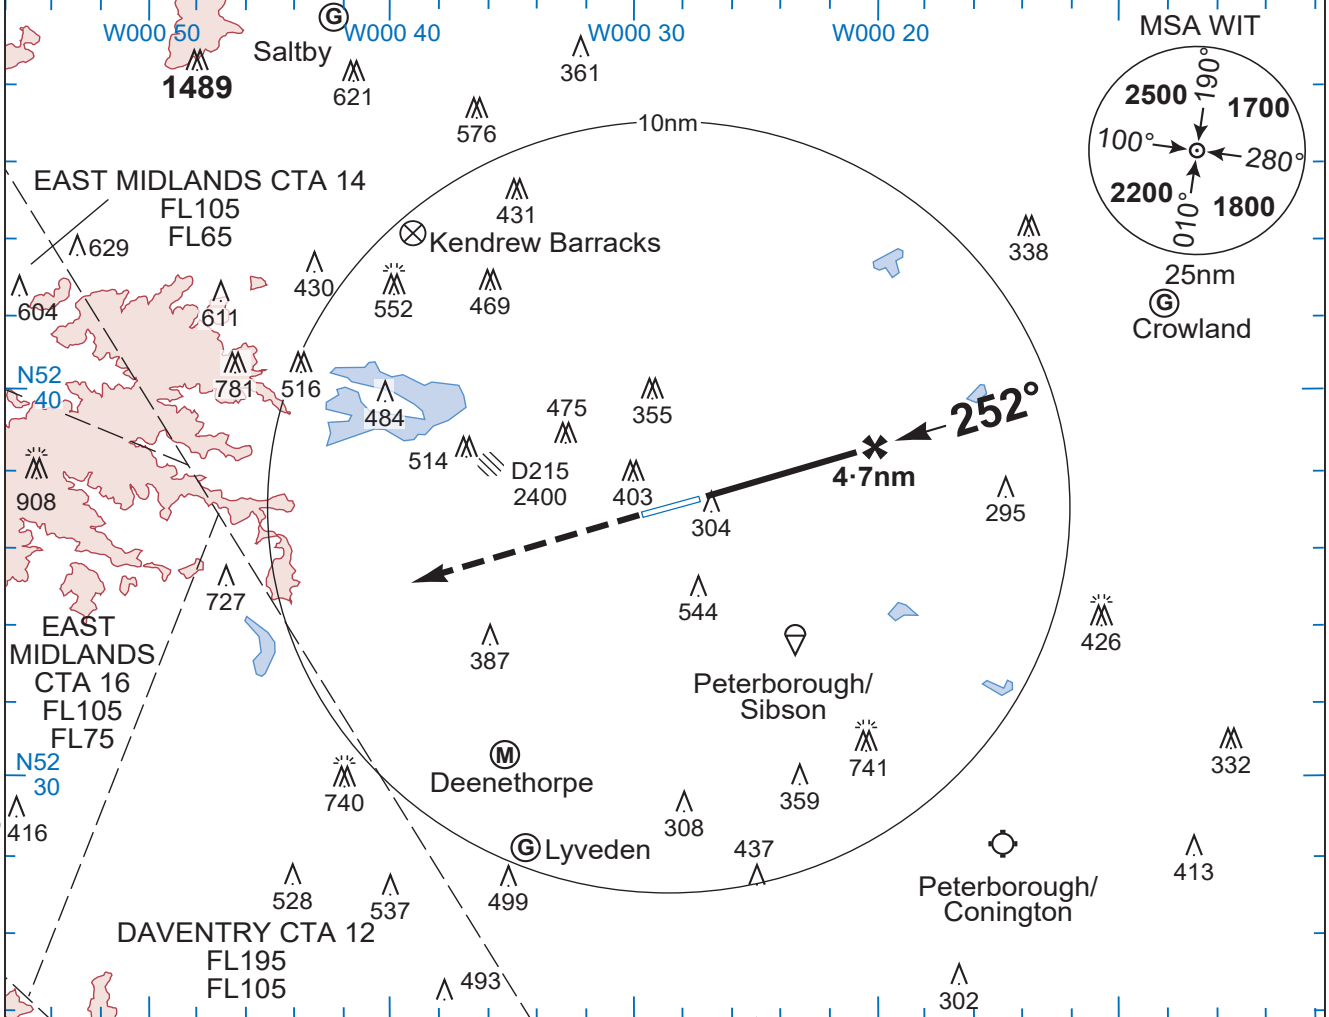 W000 50
W000 40
W000 30
W000 20
G
Saltby
1489
621
361
576
10nm
MSA WIT
2500
190°
1700
100°
280°
2200
010°
1800
25nm
EAST MIDLANDS CTA 14
FL105
FL65
629
604
611
430
431
Kendrew Barracks
552
469
338
G
Crowland
N52
40
781
516
484
475
355
252°
514
D215
2400
403
4·7nm
908
304
295
727
544
426
387
EAST
MIDLANDS
CTA 16
FL105
FL75
Peterborough/
Sibson
M
Deenethorpe
741
332
N52
30
740
359
416
308
437
G
Lyveden
413
528
537
499
Peterborough/
Conington
DAVENTRY CTA 12
FL195
FL105
493
302